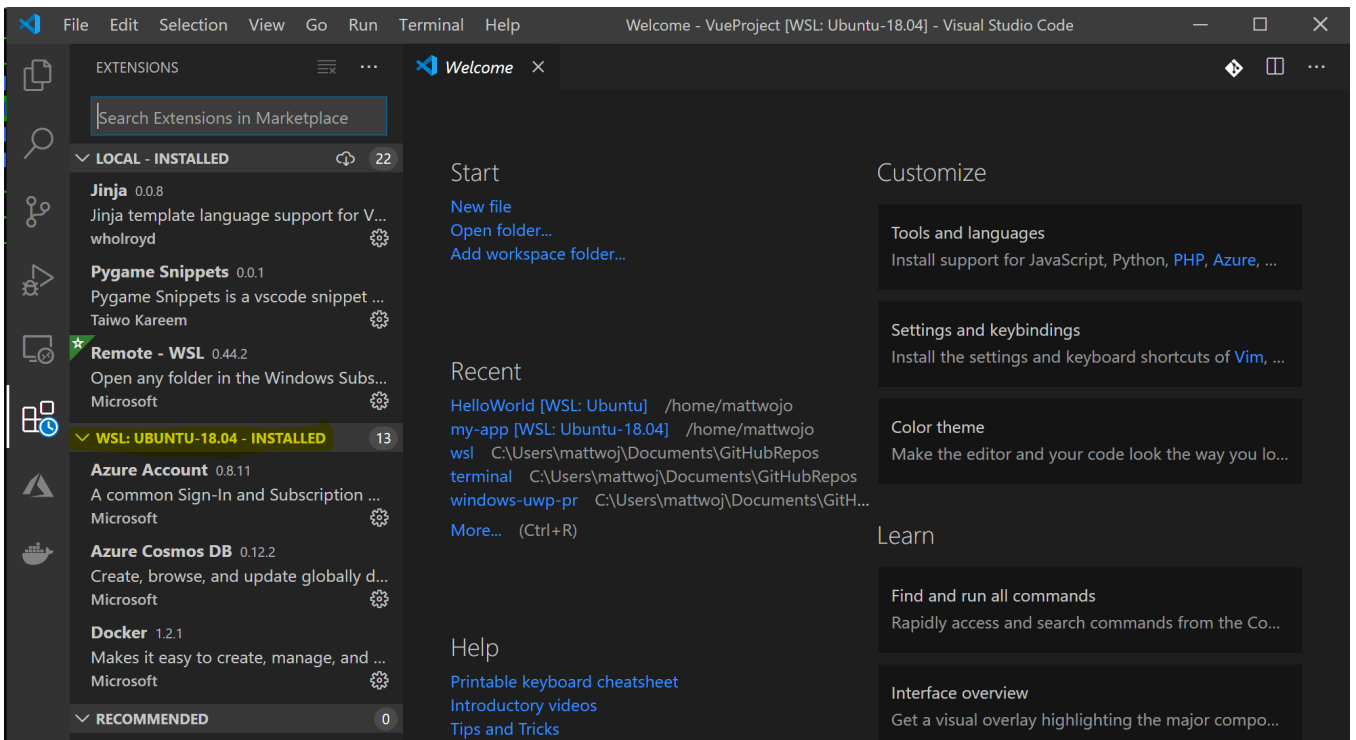 File Edit Selection View Go Run Terminal Help Welcome - VueProject [WSL: Ubuntu-18.04] - Visual Studio Code
EXTENSIONS
Search Extensions in Marketplace
LOCAL - INSTALLED 22
Jinja 0.0.8
Jinja template language support for V...
wholroyd
Pygame Snippets 0.0.1
Pygame Snippets is a vscode snippet ...
Taiwo Kareem
Remote - WSL 0.44.2
Open any folder in the Windows Subs...
Microsoft
WSL: UBUNTU-18.04 - INSTALLED 13
Azure Account 0.8.11
A common Sign-In and Subscription ...
Microsoft
Azure Cosmos DB 0.12.2
Create, browse, and update globally d...
Microsoft
Docker 1.2.1
Makes it easy to create, manage, and ...
Microsoft
RECOMMENDED 0
Welcome
Start
New file
Open folder...
Add workspace folder...
Recent
HelloWorld [WSL: Ubuntu] /home/mattwojo
my-app [WSL: Ubuntu-18.04] /home/mattwojo
wsl C:\Users\mattwoj\Documents\GitHubRepos
terminal C:\Users\mattwoj\Documents\GitHubRepos
windows-uwp-pr C:\Users\mattwoj\Documents\GitH...
More... (Ctrl+R)
Help
Printable keyboard cheatsheet
Introductory videos
Tips and Tricks
Customize
Tools and languages
Install support for JavaScript, Python, PHP, Azure, ...
Settings and keybindings
Install the settings and keyboard shortcuts of Vim, ...
Color theme
Make the editor and your code look the way you lo...
Learn
Find and run all commands
Rapidly access and search commands from the Co...
Interface overview
Get a visual overlay highlighting the major compo...